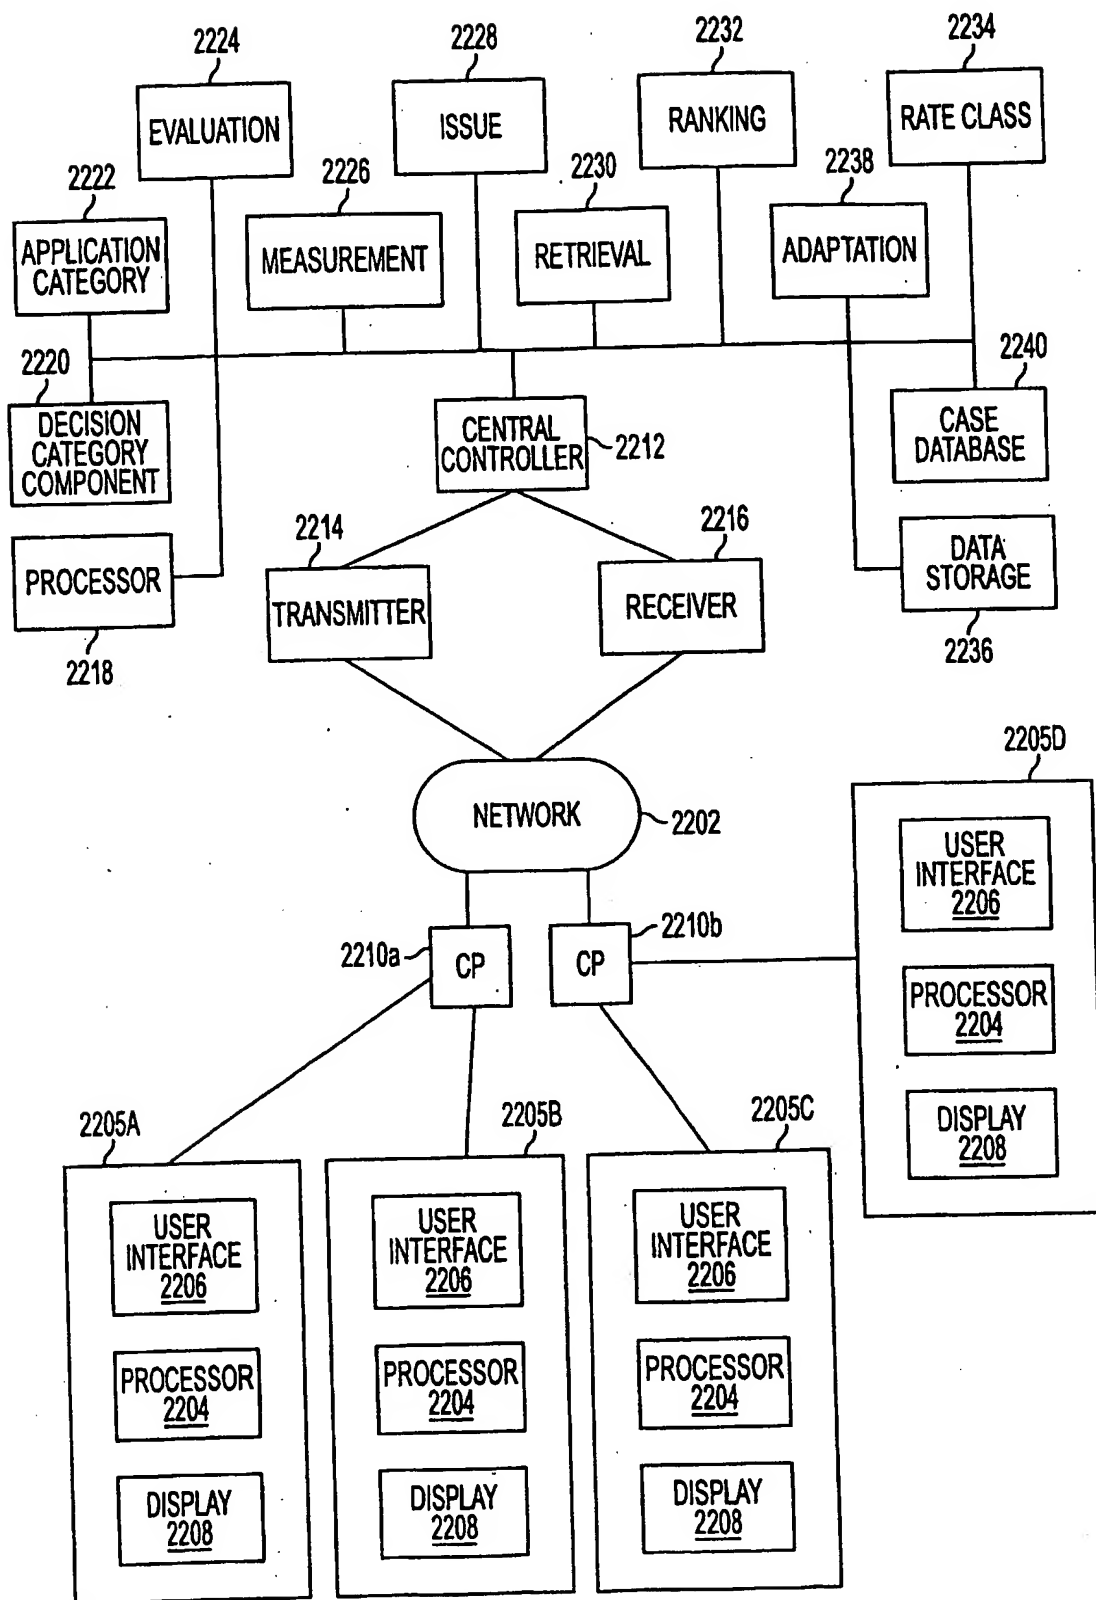 2224
2228
2232
2234
EVALUATION
ISSUE
RANKING
RATE CLASS
2222
2226
2230
2238
APPLICATION
CATEGORY
MEASUREMENT
RETRIEVAL
ADAPTATION
2220
2240
DECISION
CATEGORY
COMPONENT
CENTRAL
CONTROLLER
2212
CASE
DATABASE
2214
2216
PROCESSOR
TRANSMITTER
RECEIVER
DATA
STORAGE
2218
2236
2205D
NETWORK
2202
USER
INTERFACE
2206
2210a
CP
CP
2210b
PROCESSOR
2204
DISPLAY
2208
2205A
2205B
2205C
USER
INTERFACE
2206
PROCESSOR
2204
DISPLAY
2208
USER
INTERFACE
2206
PROCESSOR
2204
DISPLAY
2208
USER
INTERFACE
2206
PROCESSOR
2204
DISPLAY
2208